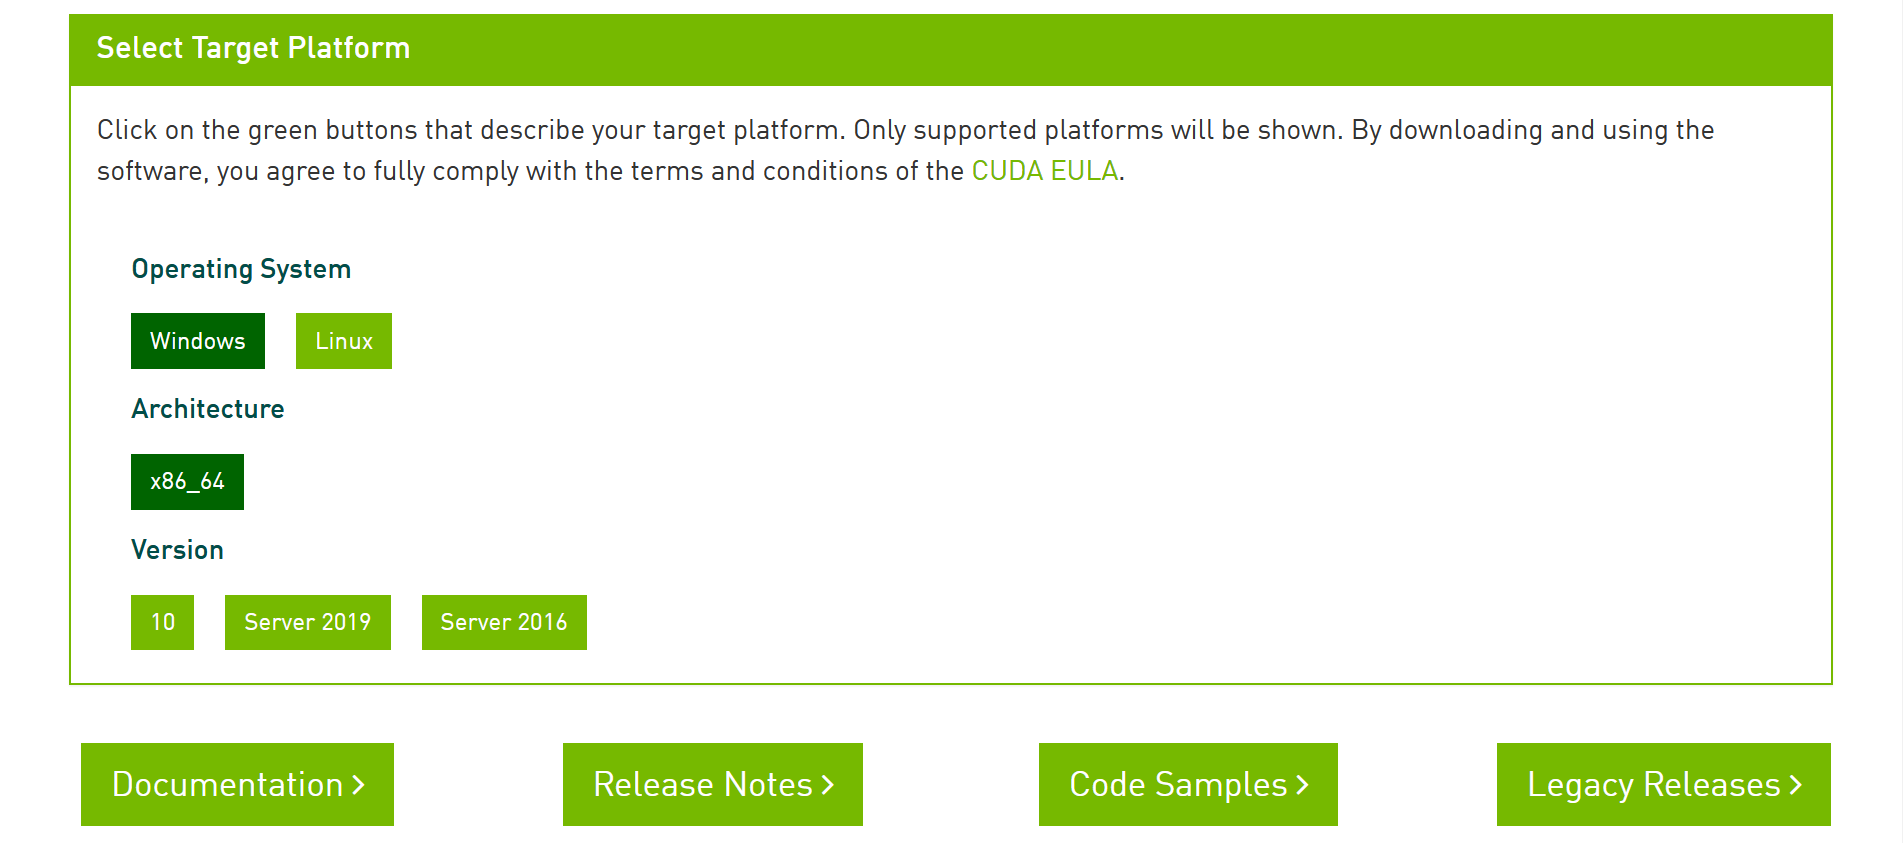 Select Target Platform
Click on the green buttons that describe your target platform. Only supported platforms will be shown. By downloading and using the
software, you agree to fully comply with the terms and conditions of the CUDA EULA.
Operating System
Windows Linux
Architecture
x86_64
Version
10 Server 2019 Server 2016
Documentation > Release Notes > Code Samples > Legacy Releases >